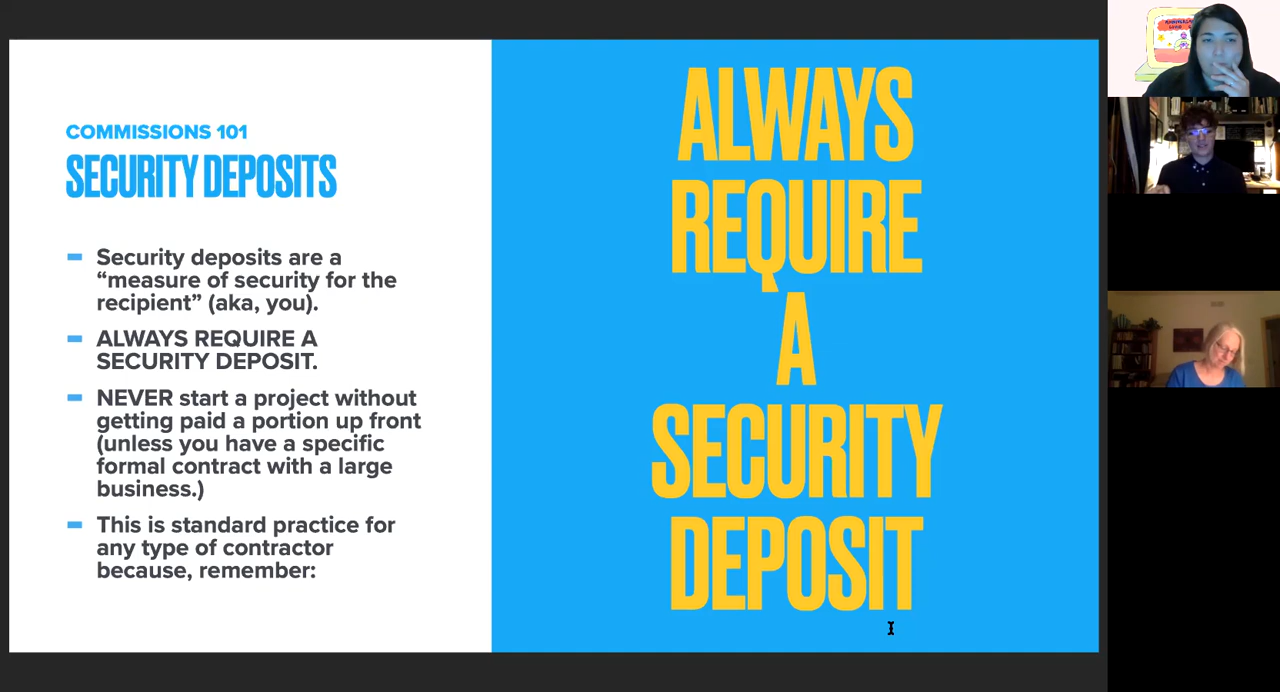 COMMISSIONS 101
SECURITY DEPOSITS
- Security deposits are a
“measure of security for the
recipient” (aka, you).
- ALWAYS REQUIRE A
SECURITY DEPOSIT.
- NEVER start a project without
getting paid a portion up front
(unless you have a specific
formal contract with a large
business.)
- This is standard practice for
any type of contractor
because, remember:
ALWAYS
REQUIRE
A
SECURITY
DEPOSIT